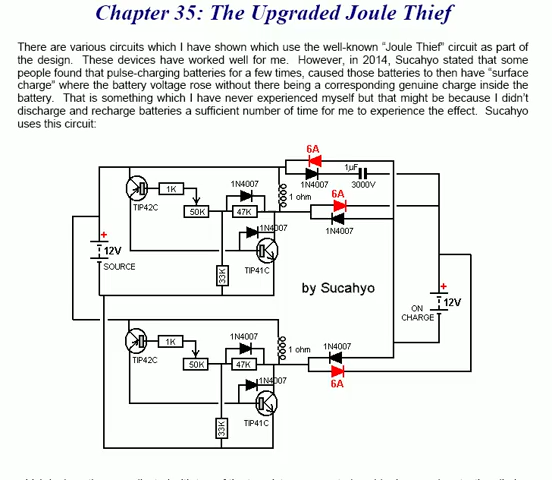 Chapter 35: The Upgraded Joule Thief
There are various circuits which I have shown which use the well-known “Joule Thief” circuit as part of
the design. These devices have worked well for me. However, in 2014, Sucahyo stated that some
people found that pulse-charging batteries for a few times, caused those batteries to then have “surface
charge” where the battery voltage rose without there being a corresponding genuine charge inside the
battery. That is something which I have never experienced myself but that might be because I didn’t
discharge and recharge batteries a sufficient number of time for me to experience the effect. Sucahyo
uses this circuit:
6A
1µF
1K
1N4007
1N4007
3000V
TIP42C
1 ohm
6A
50K
47K
1N4007
1N4007
+
12V
SOURCE
TIP41C
33K
by Sucahyo
+
12V
ON
CHARGE
1K
1N4007
1 ohm
1N4007
TIP42C
50K
47K
1N4007
6A
TIP41C
33K